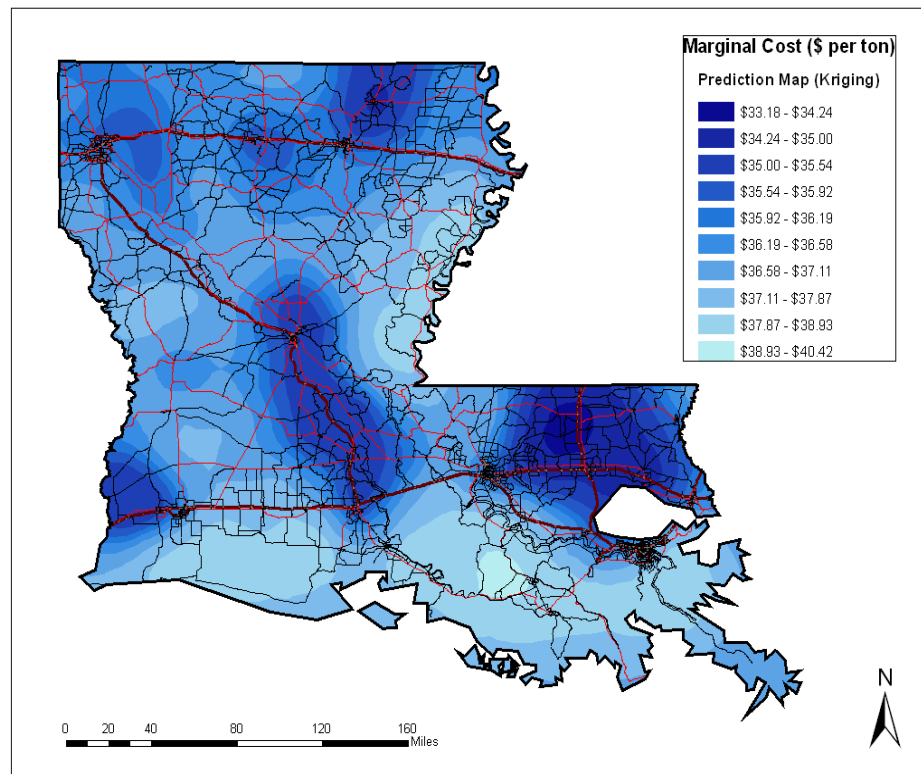 Marginal Cost ($ per ton)
Prediction Map (Kriging)
$33.18 - $34.24
$34.24 - $35.00
$35.00 - $35.54
$35.54 - $35.92
$35.92 - $36.19
$36.19 - $36.58
$36.58 - $37.11
$37.11 - $37.87
$37.87 - $38.93
$38.93 - $40.42
N
0 20 40 80 120 160
Miles